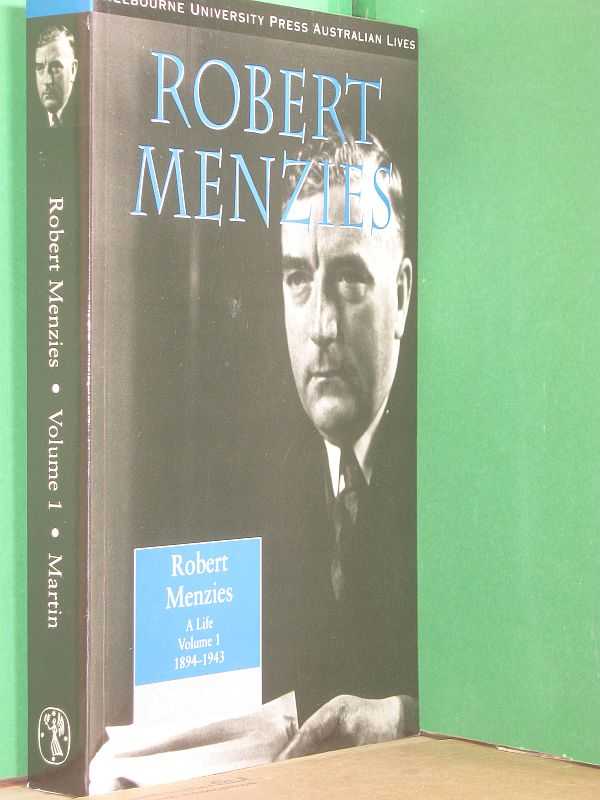 MELBOURNE UNIVERSITY PRESS AUSTRALIAN LIVES
ROBERT
MENZIES
Robert
Menzies
A Life
Volume 1
1894–1943
Robert Menzies • Volume 1 • Martin